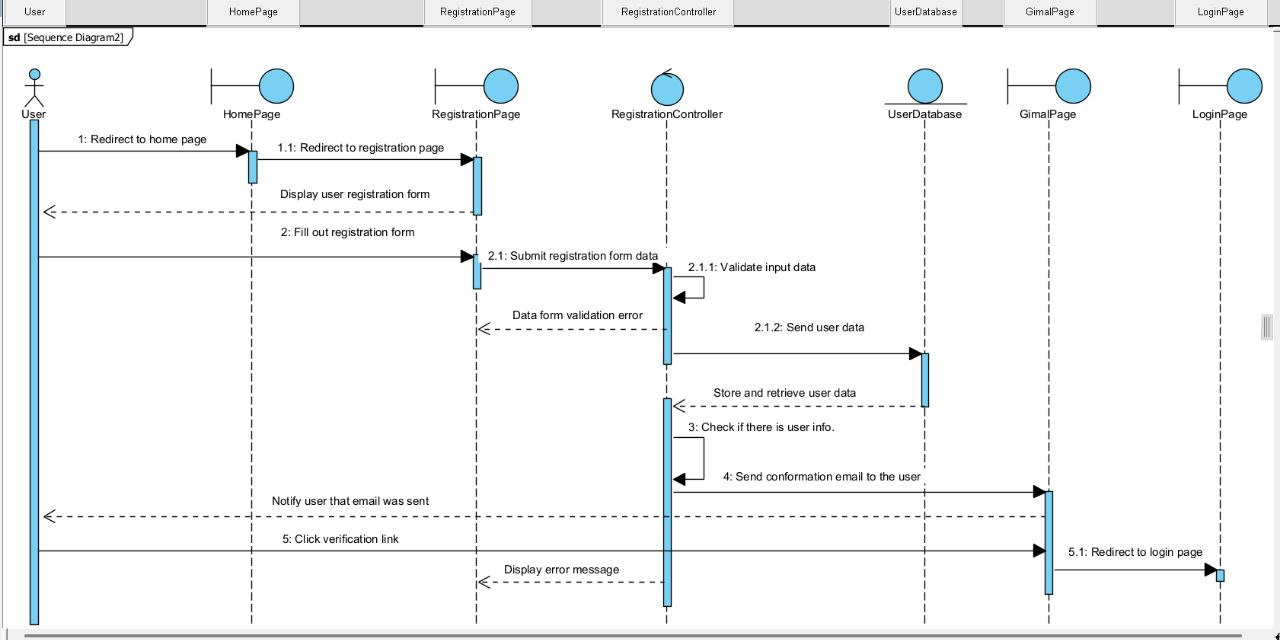 User HomePage RegistrationPage RegistrationController UserDatabase GimalPage LoginPage
sd [Sequence Diagram2]
User HomePage RegistrationPage RegistrationController UserDatabase GimalPage LoginPage
1: Redirect to home page
1.1: Redirect to registration page
Display user registration form
2: Fill out registration form
2.1: Submit registration form data
2.1.1: Validate input data
Data form validation error
2.1.2: Send user data
Store and retrieve user data
3: Check if there is user info.
4: Send conformation email to the user
Notify user that email was sent
5: Click verification link
5.1: Redirect to login page
Display error message